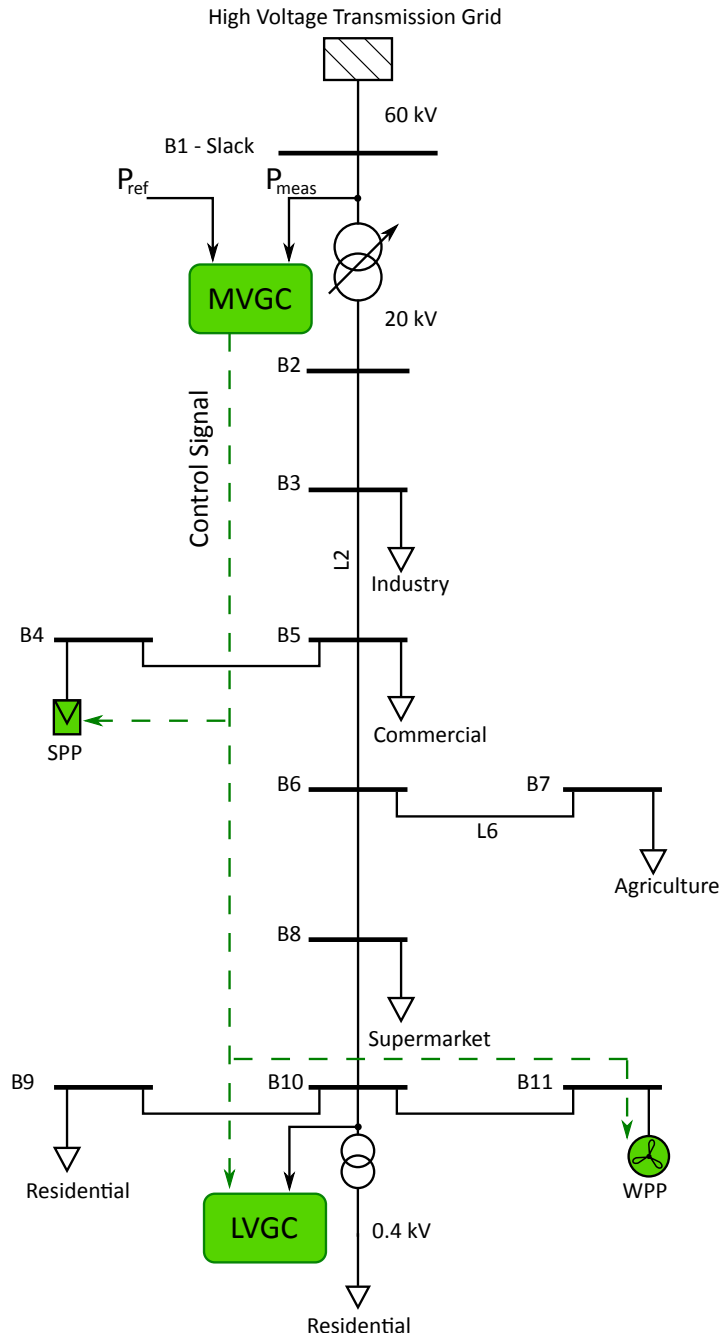 High Voltage Transmission Grid
60 kV
B1 - Slack
Pref
Pmeas
MVGC
20 kV
B2
Control Signal
B3
L2
Industry
B4
B5
SPP
Commercial
B6
B7
L6
Agriculture
B8
Supermarket
B9
B10
B11
Residential
WPP
LVGC
0.4 kV
Residential